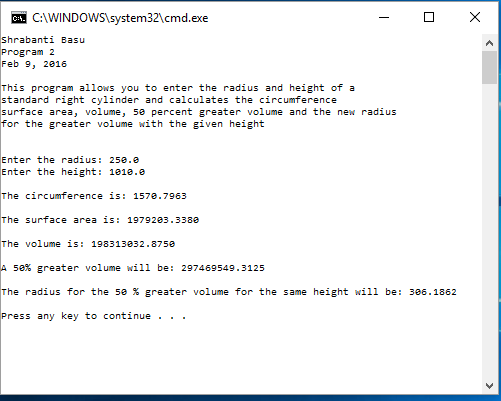 C:\WINDOWS\system32\cmd.exe
Shrabanti Basu
Program 2
Feb 9, 2016
This program allows you to enter the radius and height of a
standard right cylinder and calculates the circumference
surface area, volume, 50 percent greater volume and the new radius
for the greater volume with the given height
Enter the radius: 250.0
Enter the height: 1010.0
The circumference is: 1570.7963
The surface area is: 1979203.3380
The volume is: 198313032.8750
A 50% greater volume will be: 297469549.3125
The radius for the 50 % greater volume for the same height will be: 306.1862
Press any key to continue . . .